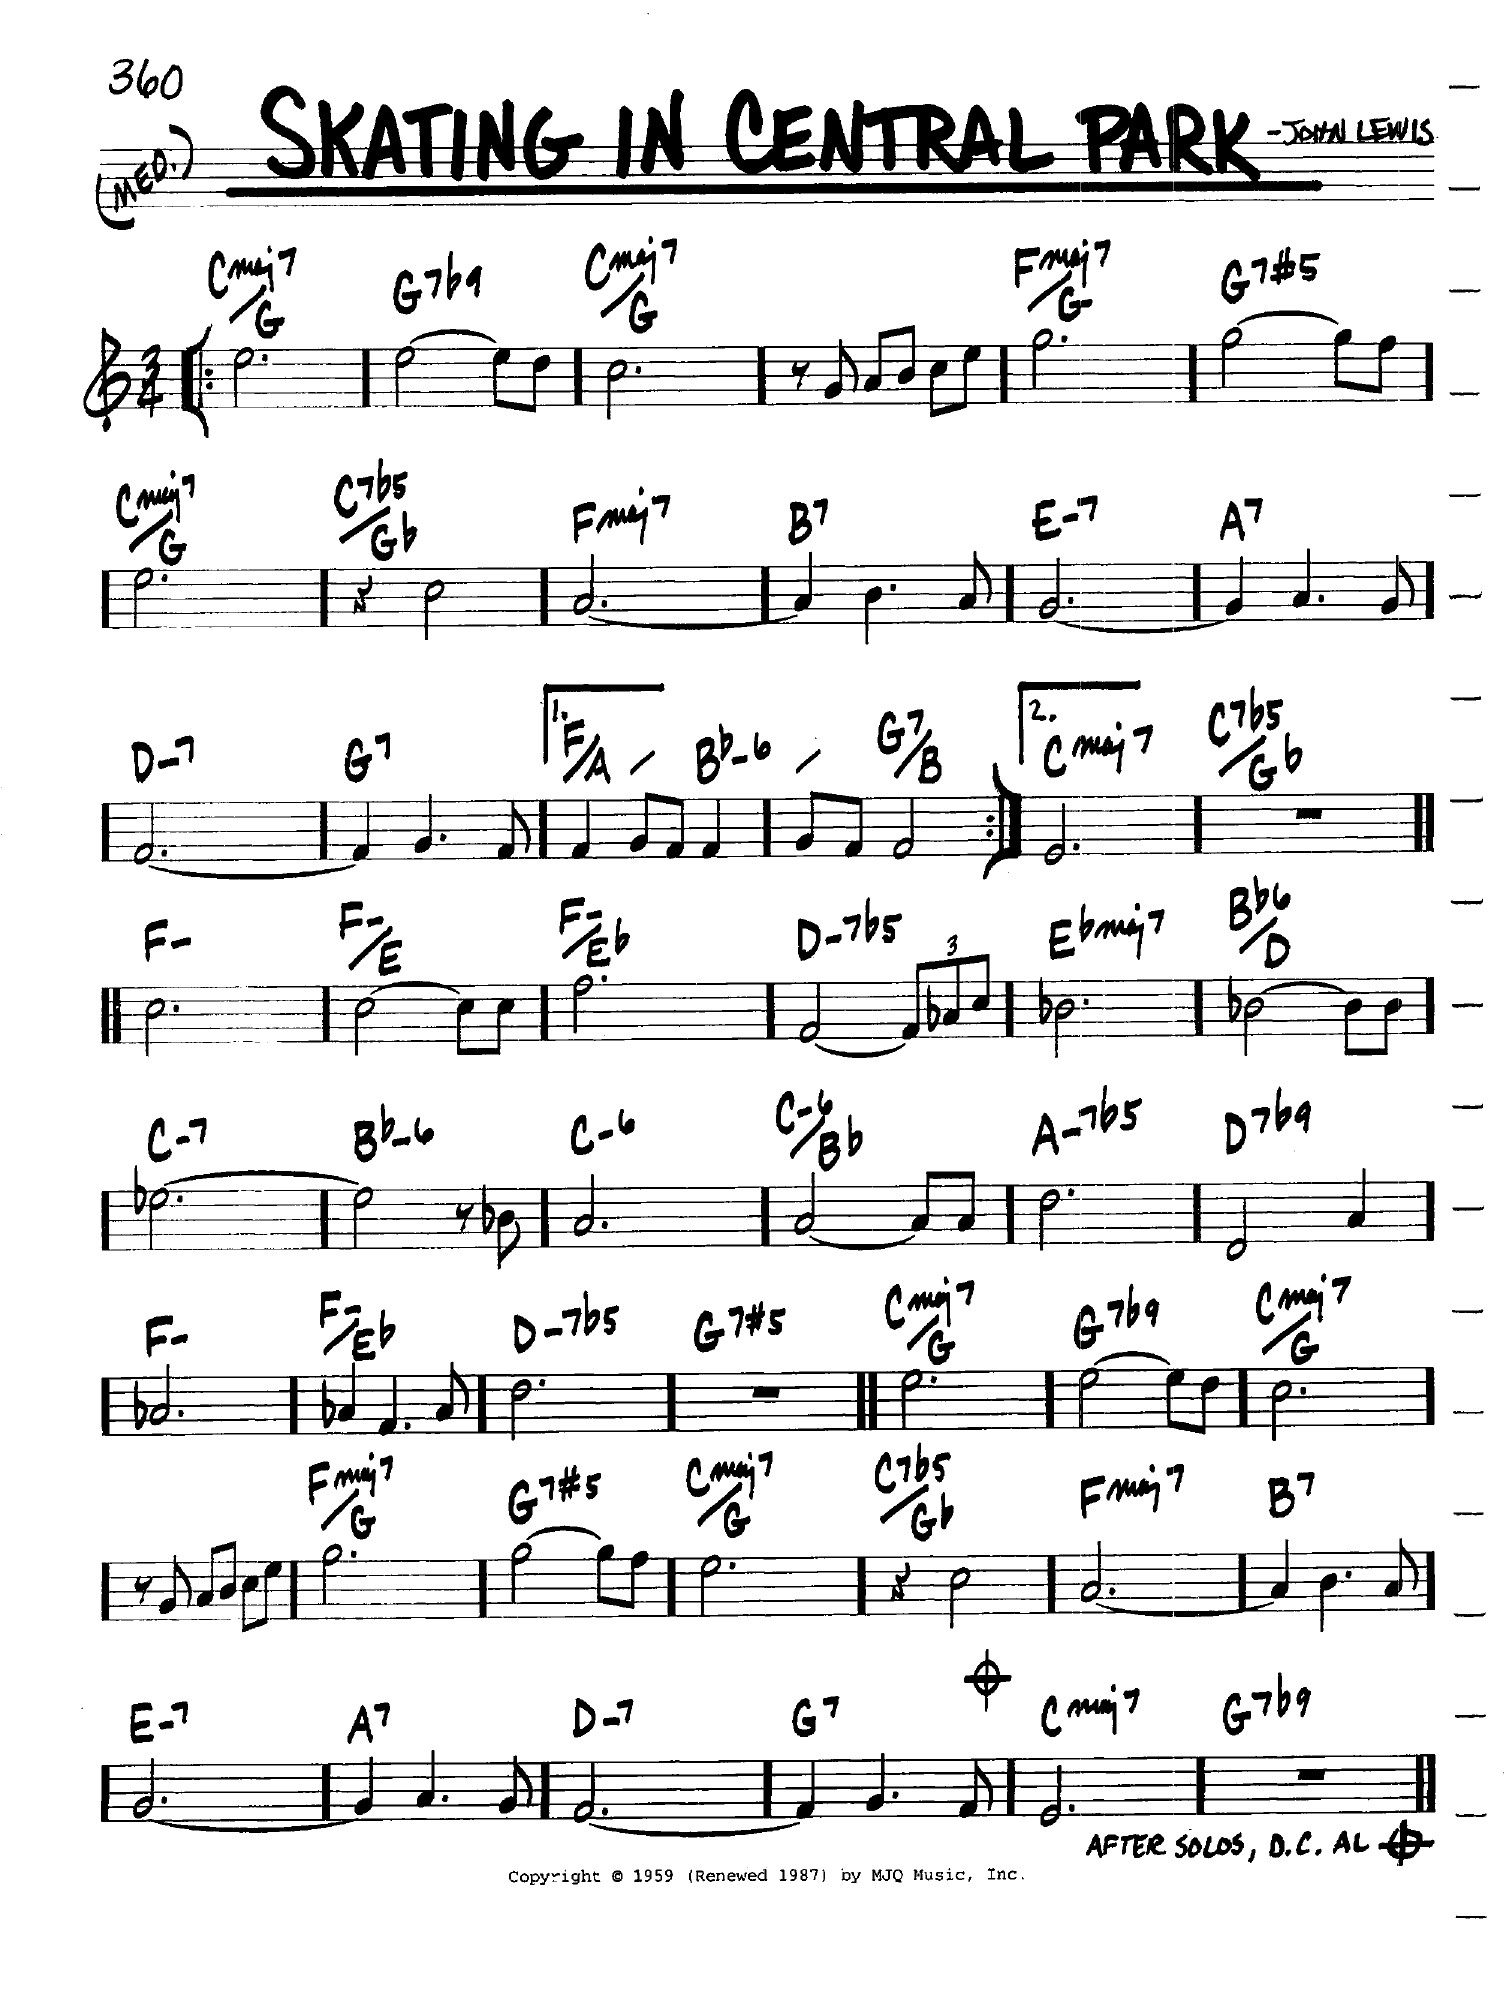 360
SKATING IN CENTRAL PARK -JOHN LEWIS
(MED.)
Cmaj7/G G7b9 Cmaj7/G Fmaj7/G G7#5
3/4
Cmaj7/G C7b5/Gb Fmaj7 B7 E-7 A7
D-7 G7 1. F/A / Bb-6 / G7/B 2. Cmaj7 C7b5/Gb
F- F-/E F-/Eb D-7b5 3 Ebmaj7 Bb6/D
C-7 Bb-6 C-6 C-6/Bb A-7b5 D7b9
F- F-/Eb D-7b5 G7#5 Cmaj7/G G7b9 Cmaj7/G
Fmaj7/G G7#5 Cmaj7/G C7b5/Gb Fmaj7 B7
E-7 A7 D-7 G7 Cmaj7 G7b9
AFTER SOLOS, D.C. AL
Copyright © 1959 (Renewed 1987) by MJQ Music, Inc.